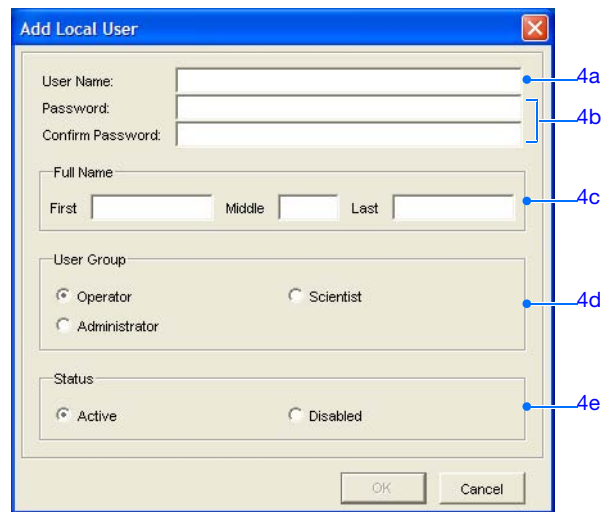 Add Local User
User Name: 4a
Password: 4b
Confirm Password:
Full Name
First Middle Last 4c
User Group
Operator Scientist 4d
Administrator
Status
Active Disabled 4e
OK Cancel